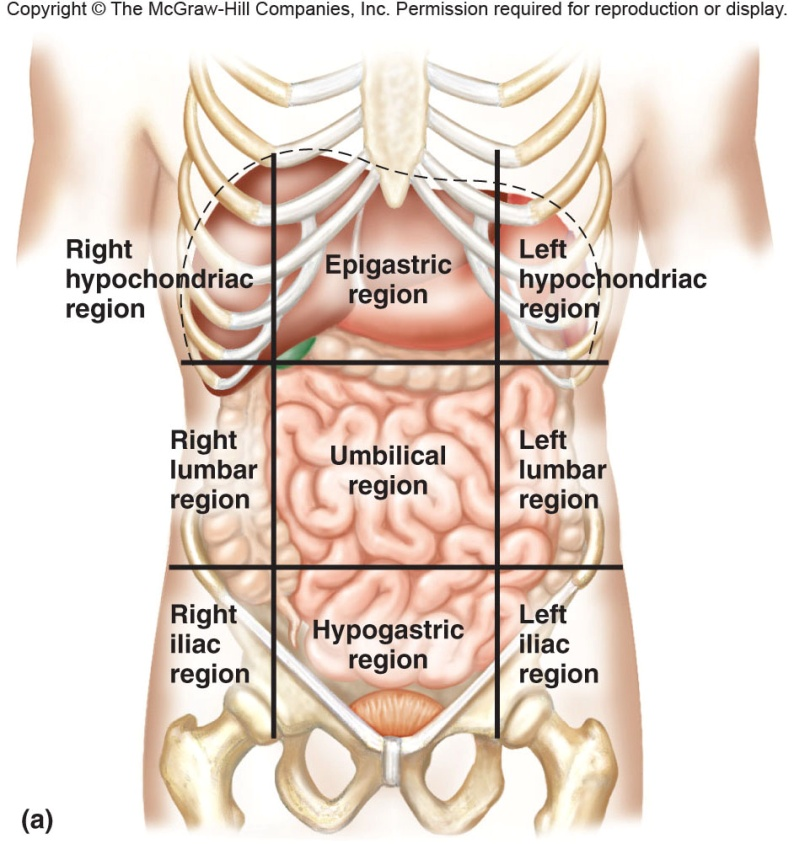 Copyright © The McGraw-Hill Companies, Inc. Permission required for reproduction or display.
Right
hypochondriac
region
Epigastric
region
Left
hypochondriac
region
Right
lumbar
region
Umbilical
region
Left
lumbar
region
Right
iliac
region
Hypogastric
region
Left
iliac
region
(a)